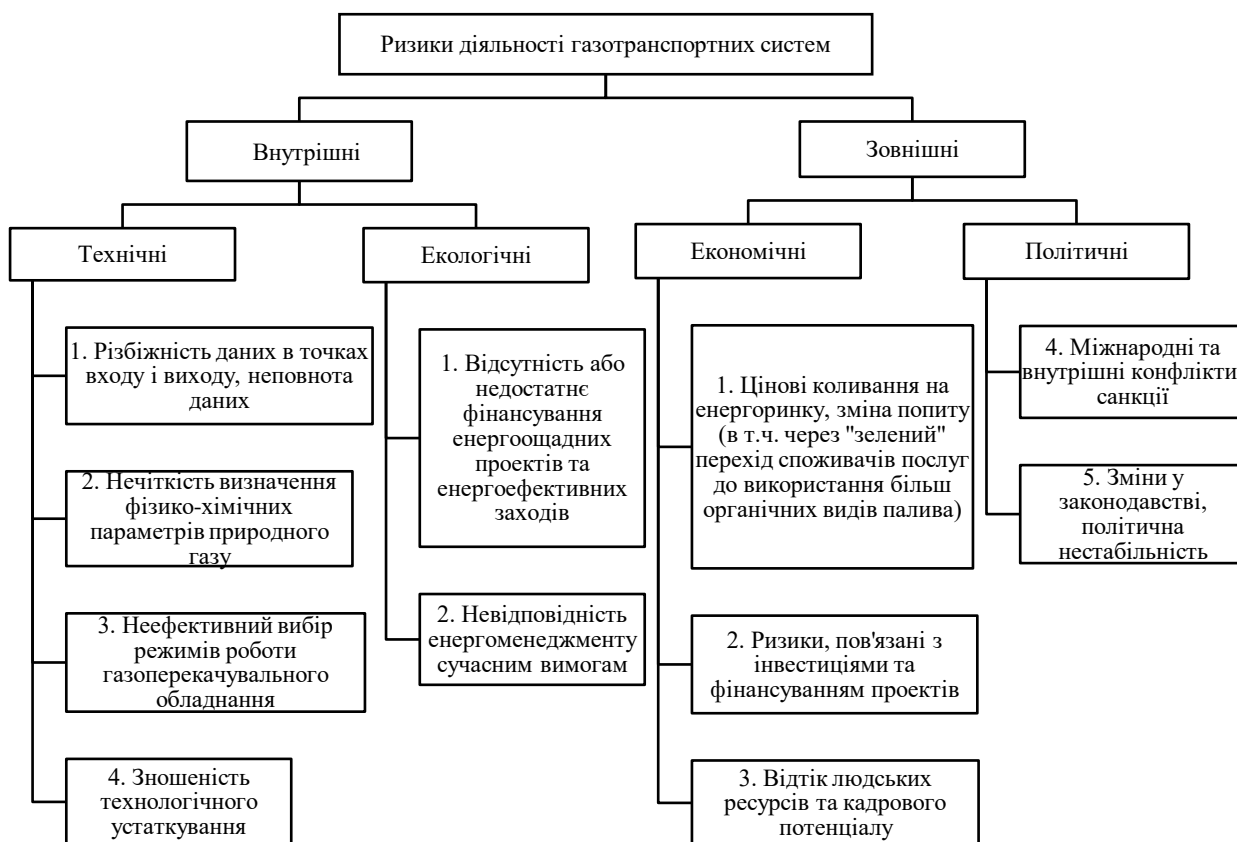 Ризики діяльності газотранспортних систем
Внутрішні
Зовнішні
Технічні
Екологічні
Економічні
Політичні
1. Різбіжність даних в точках
входу і виходу, неповнота
даних
2. Нечіткість визначення
фізико-хімічних
параметрів природного
газу
3. Неефективний вибір
режимів роботи
газоперекачувального
обладнання
4. Зношеність
технологічного
устаткування
1. Відсутність або
недостатнє
фінансування
енергоощадних
проектів та
енергоефективних
заходів
2. Невідповідність
енергоменеджменту
сучасним вимогам
1. Цінові коливання на
енергоринку, зміна попиту
(в т.ч. через "зелений"
перехід споживачів послуг
до використання більш
органічних видів палива)
2. Ризики, пов'язані з
інвестиціями та
фінансуванням проектів
3. Відтік людських
ресурсів та кадрового
потенціалу
4. Міжнародні та
внутрішні конфлікти
санкції
5. Зміни у
законодавстві,
політична
нестабільність